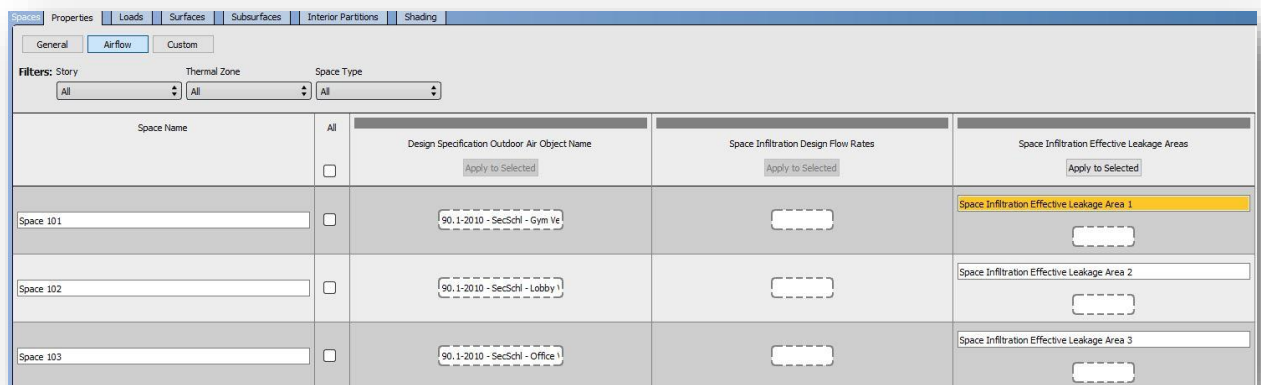 Spaces Properties Loads Surfaces Subsurfaces Interior Partitions Shading
General Airflow Custom
Filters: Story Thermal Zone Space Type
All All All
Space Name All Design Specification Outdoor Air Object Name Space Infiltration Design Flow Rates Space Infiltration Effective Leakage Areas
Apply to Selected Apply to Selected Apply to Selected
Space Infiltration Effective Leakage Area 1
Space 101 90.1-2010 - SecSchl - Gym Ve
Space Infiltration Effective Leakage Area 2
Space 102 90.1-2010 - SecSchl - Lobby
Space Infiltration Effective Leakage Area 3
Space 103 90.1-2010 - SecSchl - Office